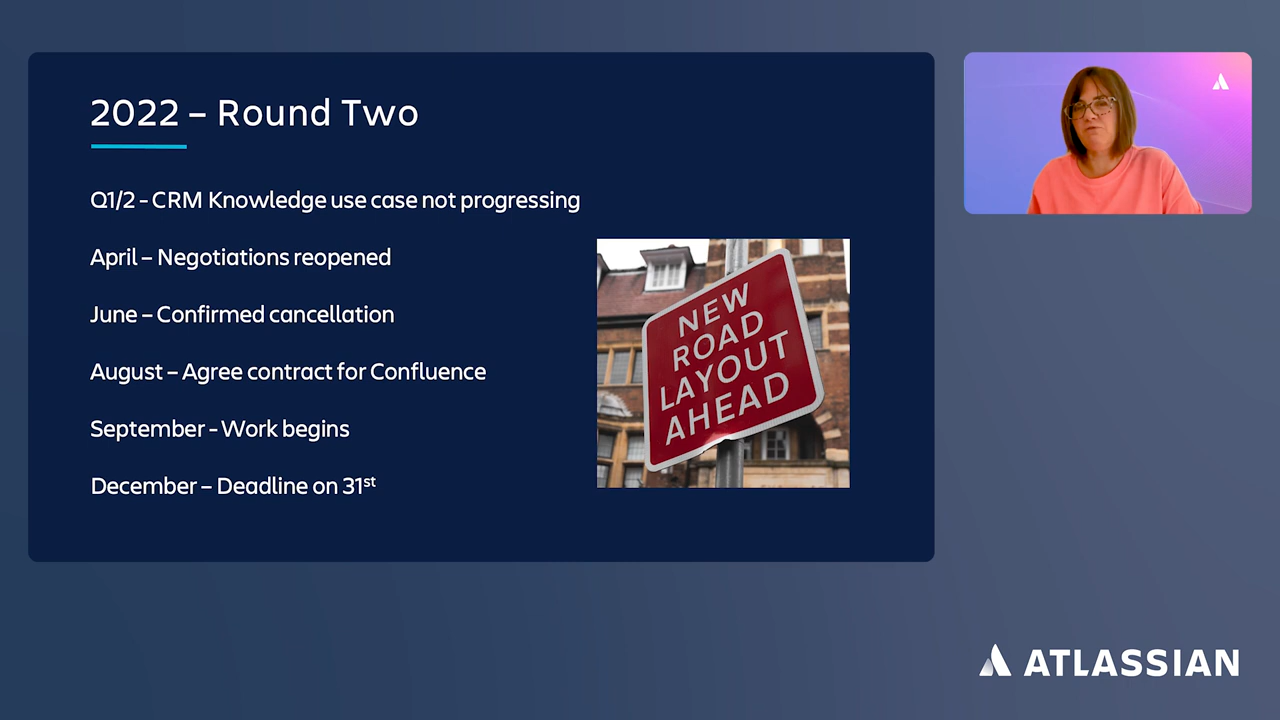 2022 – Round Two
Q1/2 - CRM Knowledge use case not progressing
April – Negotiations reopened
June – Confirmed cancellation
August – Agree contract for Confluence
September - Work begins
December – Deadline on 31st
NEW
ROAD
LAYOUT
AHEAD
ATLASSIAN